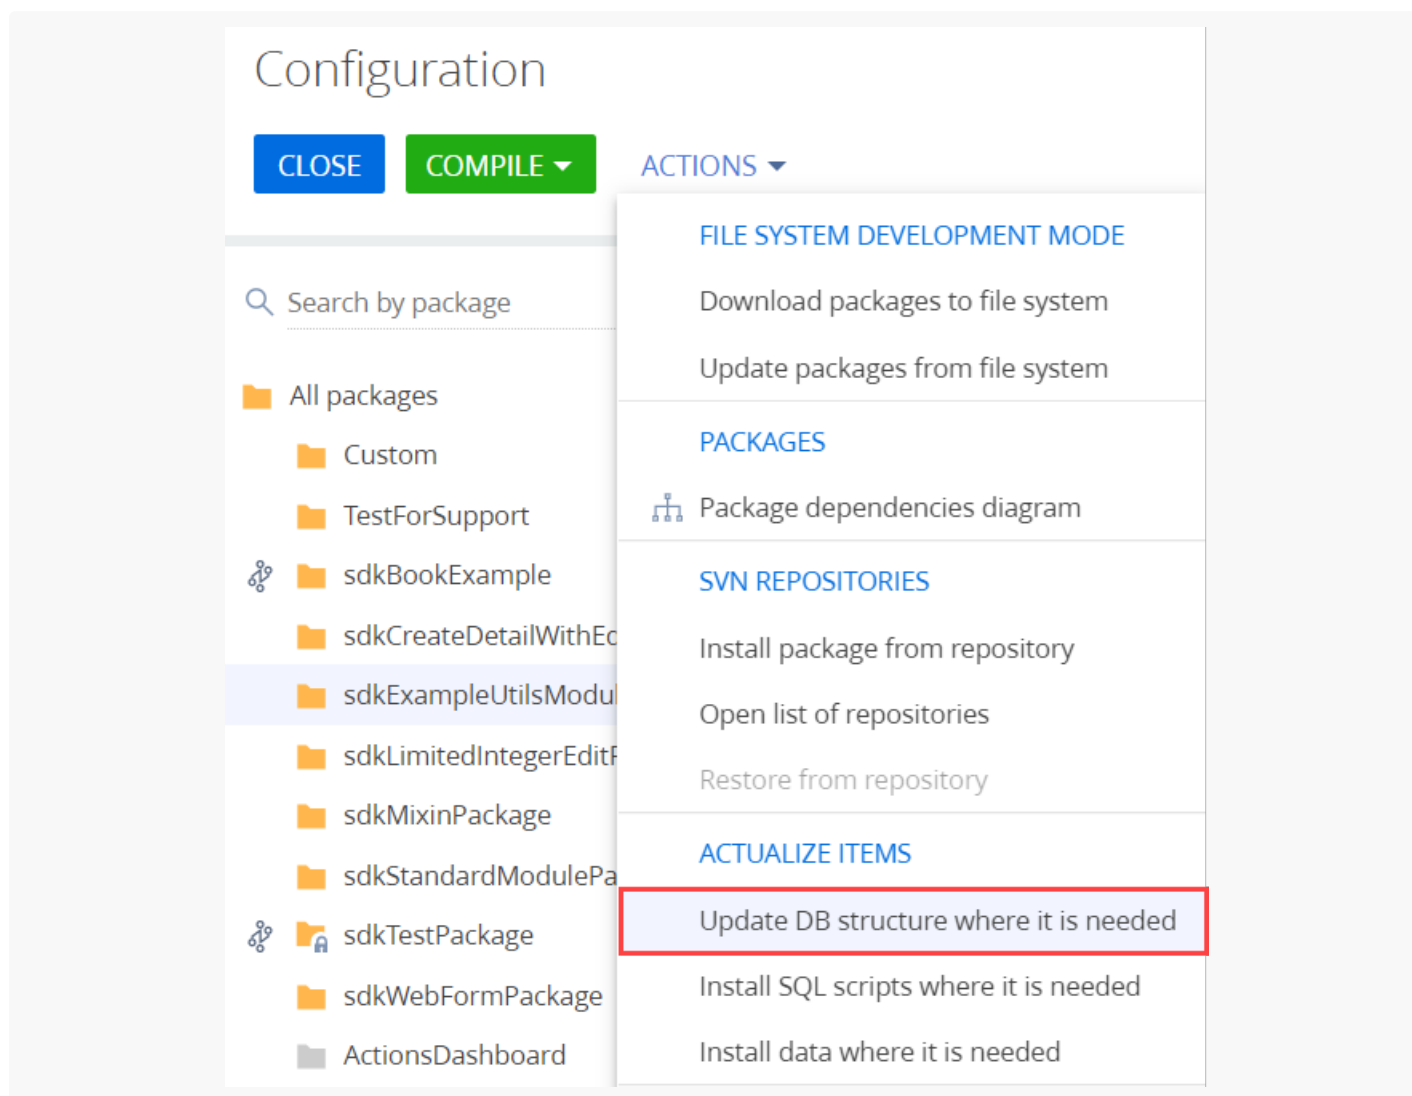 Configuration
CLOSE
COMPILE
ACTIONS
Search by package
All packages
Custom
TestForSupport
sdkBookExample
sdkCreateDetailWithEd
sdkExampleUtilsModul
sdkLimitedIntegerEdit
sdkMixinPackage
sdkStandardModulePa
sdkTestPackage
sdkWebFormPackage
ActionsDashboard
FILE SYSTEM DEVELOPMENT MODE
Download packages to file system
Update packages from file system
PACKAGES
Package dependencies diagram
SVN REPOSITORIES
Install package from repository
Open list of repositories
Restore from repository
ACTUALIZE ITEMS
Update DB structure where it is needed
Install SQL scripts where it is needed
Install data where it is needed